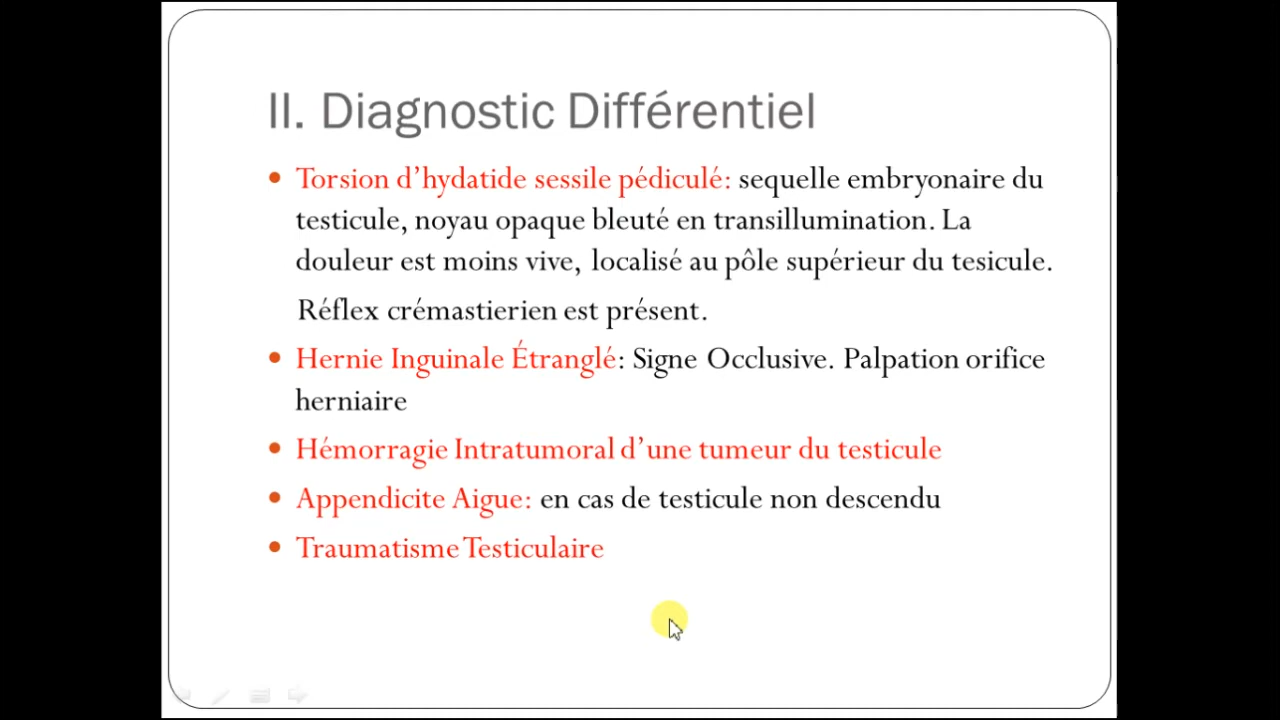 II. Diagnostic Différentiel
• Torsion d’hydatide sessile pédiculé: sequelle embryonaire du
testicule, noyau opaque bleuté en transillumination. La
douleur est moins vive, localisé au pôle supérieur du tesicule.
Réflex crémastierien est présent.
• Hernie Inguinale Étranglé: Signe Occlusive. Palpation orifice
herniaire
• Hémorragie Intratumoral d’une tumeur du testicule
• Appendicite Aigue: en cas de testicule non descendu
• Traumatisme Testiculaire